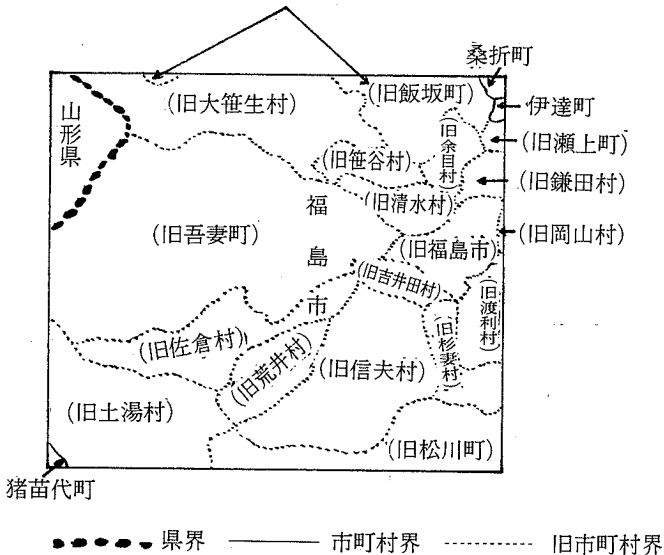 桑折町
(旧飯坂町)
伊達町
(旧大笹生村)
山形県
(旧余目村)
(旧瀬上町)
(旧笹谷村)
(旧鎌田村)
(旧清水村)
福島市
(旧吾妻町)
(旧岡山村)
(旧福島市)
(旧吉井田村)
(旧渡利村)
(旧佐倉村)
(旧荒井村)
(旧信夫村)
(旧杉妻村)
(旧土湯村)
(旧松川町)
猪苗代町
県界 市町村界 旧市町村界